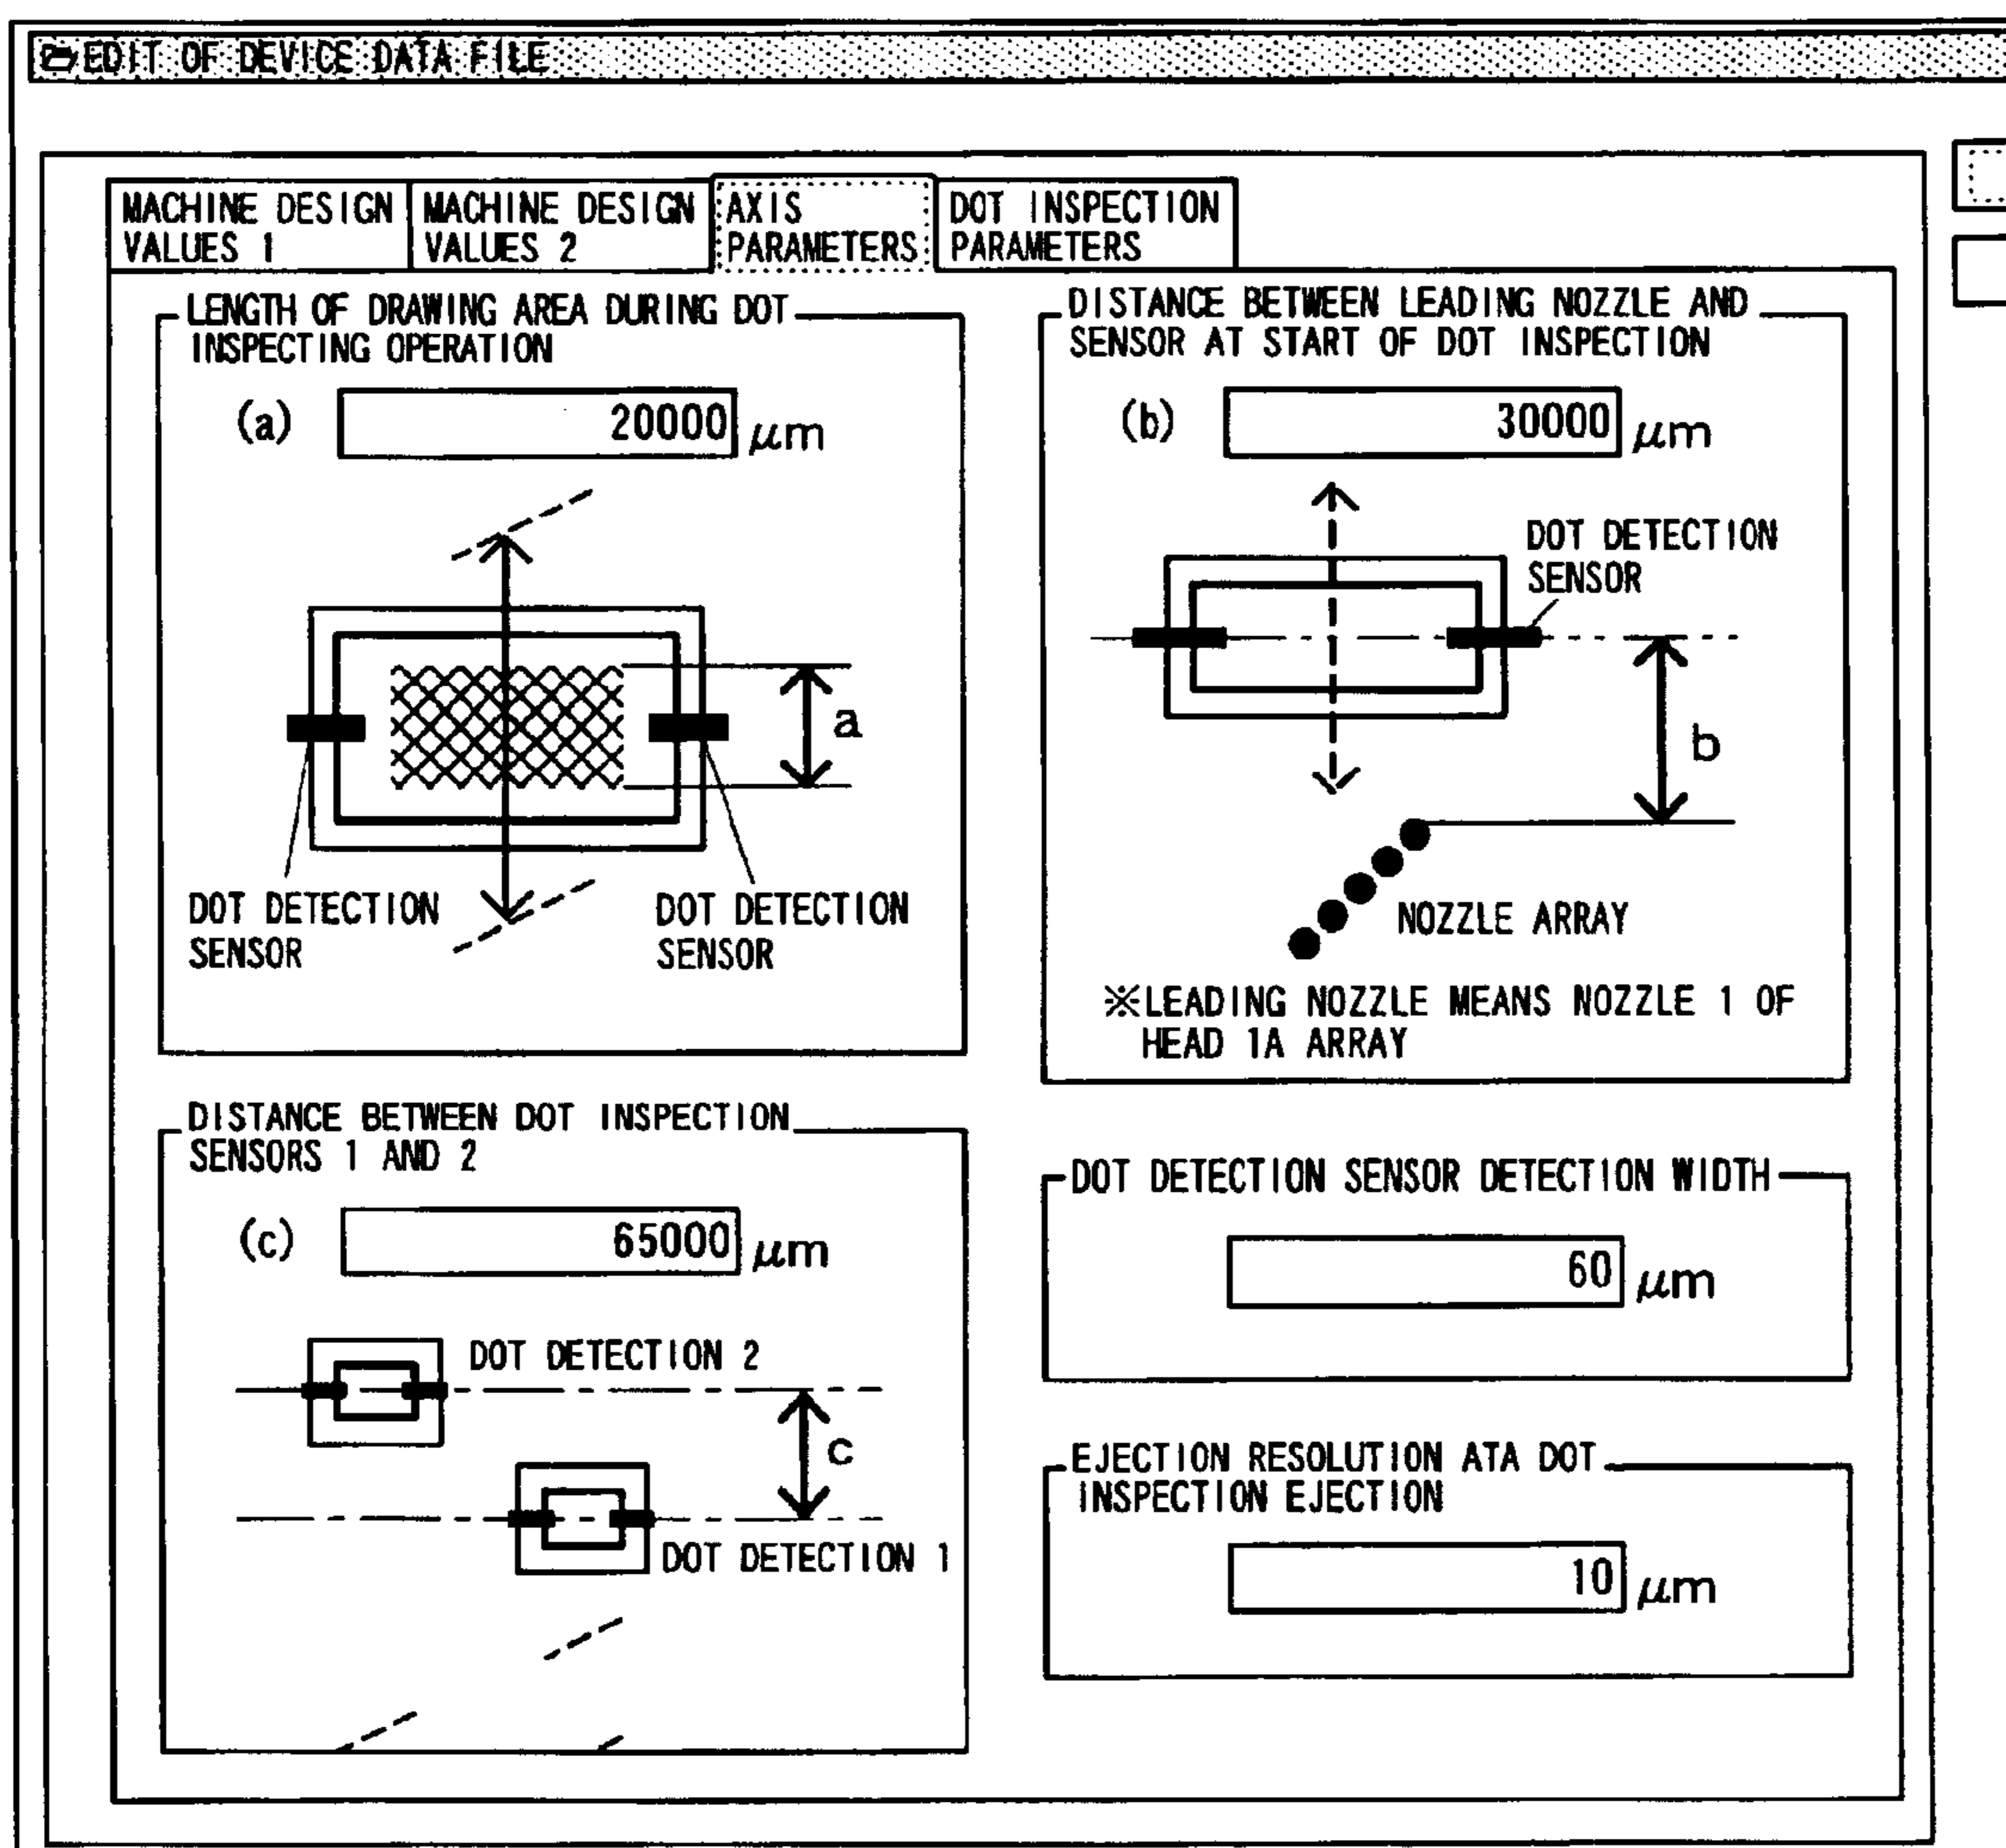 EDIT OF DEVICE DATA FILE
MACHINE DESIGN
VALUES 1
MACHINE DESIGN
VALUES 2
AXIS
PARAMETERS
DOT INSPECTION
PARAMETERS
LENGTH OF DRAWING AREA DURING DOT
INSPECTING OPERATION
(a) 20000 μm
a
DOT DETECTION
SENSOR
DOT DETECTION
SENSOR
DISTANCE BETWEEN LEADING NOZZLE AND
SENSOR AT START OF DOT INSPECTION
(b) 30000 μm
DOT DETECTION
SENSOR
b
NOZZLE ARRAY
※LEADING NOZZLE MEANS NOZZLE 1 OF
HEAD 1A ARRAY
DISTANCE BETWEEN DOT INSPECTION
SENSORS 1 AND 2
(c) 65000 μm
DOT DETECTION 2
c
DOT DETECTION 1
DOT DETECTION SENSOR DETECTION WIDTH
60 μm
EJECTION RESOLUTION ATA DOT
INSPECTION EJECTION
10 μm